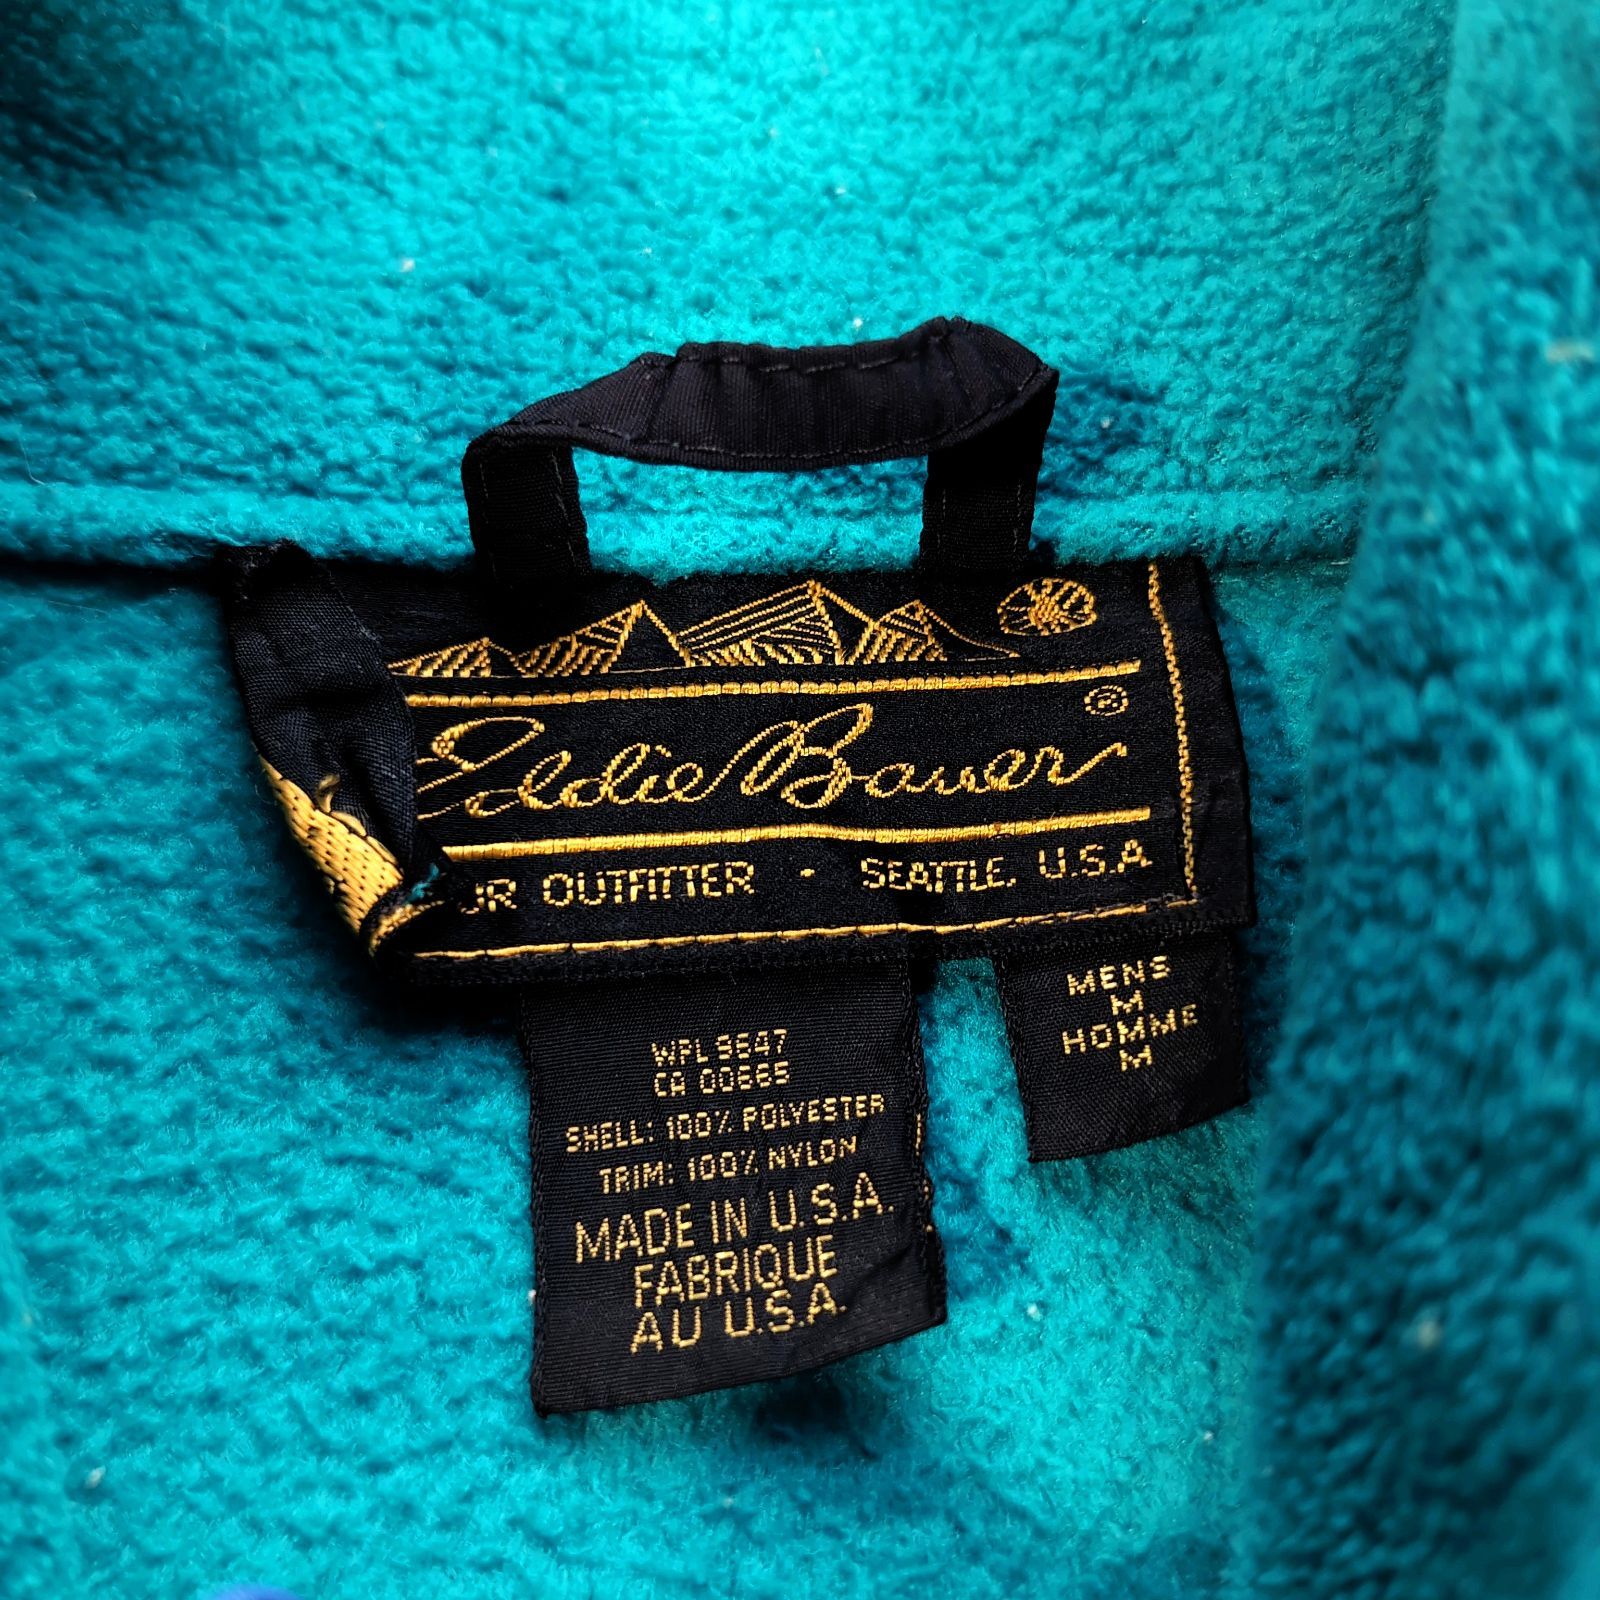 Eddie Bauer ®
OUTFITTER · SEATTLE, U.S.A
MENS
M
HOMME
M
WPL 9647
CA 00665
SHELL: 100% POLYESTER
TRIM: 100% NYLON
MADE IN U.S.A.
FABRIQUE
AU U.S.A.